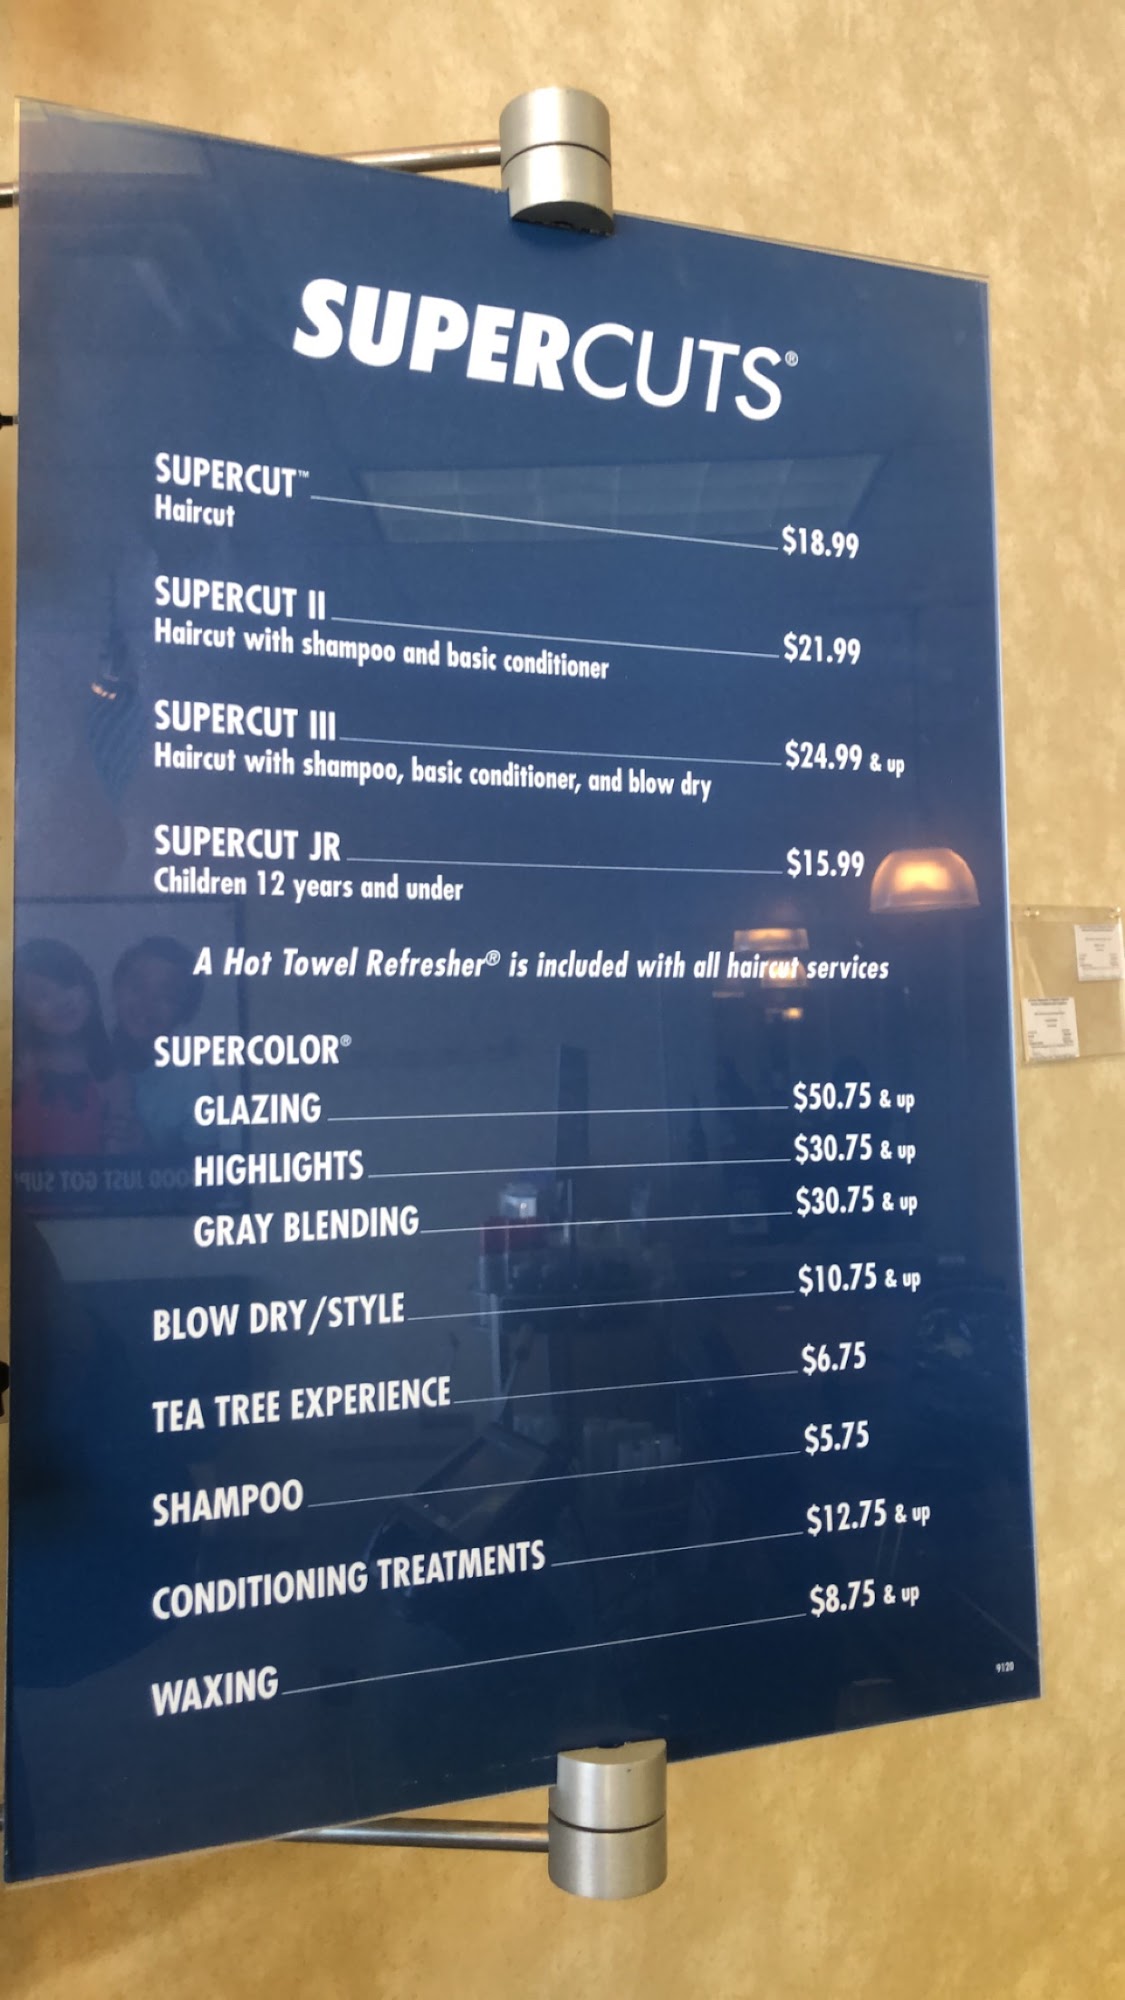 SUPERCUTS®
SUPERCUT™ $18.99
Haircut
SUPERCUT II $21.99
Haircut with shampoo and basic conditioner
SUPERCUT III $24.99 & up
Haircut with shampoo, basic conditioner, and blow dry
SUPERCUT JR $15.99
Children 12 years and under
A Hot Towel Refresher® is included with all haircut services
SUPERCOLOR®
GLAZING $50.75 & up
HIGHLIGHTS $30.75 & up
GRAY BLENDING $30.75 & up
BLOW DRY/STYLE $10.75 & up
TEA TREE EXPERIENCE $6.75
SHAMPOO $5.75
CONDITIONING TREATMENTS $12.75 & up
WAXING $8.75 & up
9120